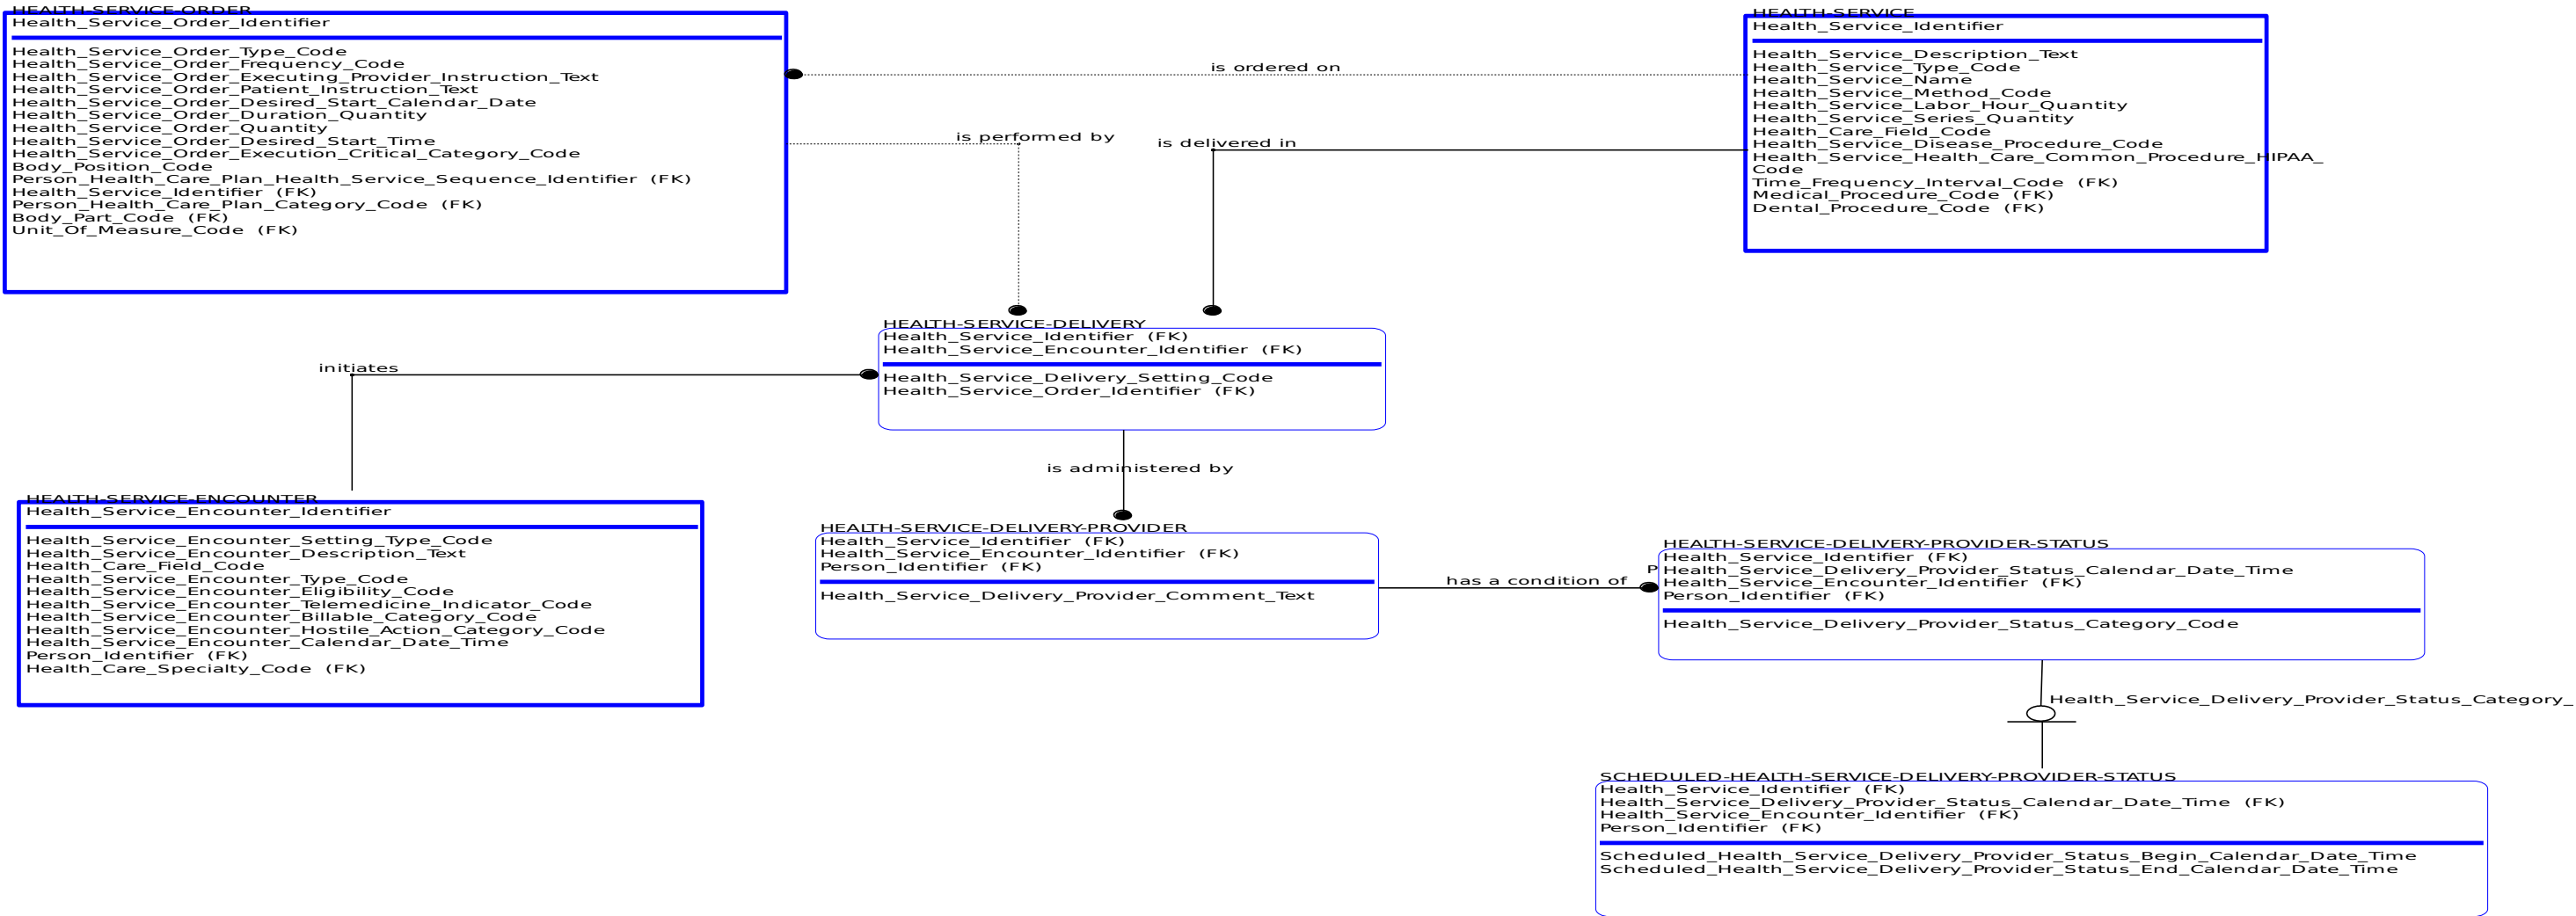 HEALTH-SERVICE-ORDER
Health_Service_Order_Identifier
Health_Service_Order_Type_Code
Health_Service_Order_Frequency_Code
Health_Service_Order_Executing_Provider_Instruction_Text
Health_Service_Order_Patient_Instruction_Text
Health_Service_Order_Desired_Start_Calendar_Date
Health_Service_Order_Duration_Quantity
Health_Service_Order_Quantity
Health_Service_Order_Desired_Start_Time
Health_Service_Order_Execution_Critical_Category_Code
Body_Position_Code
Person_Health_Care_Plan_Health_Service_Sequence_Identifier (FK)
Health_Service_Identifier (FK)
Person_Health_Care_Plan_Category_Code (FK)
Body_Part_Code (FK)
Unit_Of_Measure_Code (FK)
is ordered on
is performed by
is delivered in
HEALTH-SERVICE
Health_Service_Identifier
Health_Service_Description_Text
Health_Service_Type_Code
Health_Service_Name
Health_Service_Method_Code
Health_Service_Labor_Hour_Quantity
Health_Service_Series_Quantity
Health_Care_Field_Code
Health_Service_Disease_Procedure_Code
Health_Service_Health_Care_Common_Procedure_HIPAA_
Code
Time_Frequency_Interval_Code (FK)
Medical_Procedure_Code (FK)
Dental_Procedure_Code (FK)
HEALTH-SERVICE-DELIVERY
Health_Service_Identifier (FK)
Health_Service_Encounter_Identifier (FK)
Health_Service_Delivery_Setting_Code
Health_Service_Order_Identifier (FK)
initiates
is administered by
HEALTH-SERVICE-ENCOUNTER
Health_Service_Encounter_Identifier
Health_Service_Encounter_Setting_Type_Code
Health_Service_Encounter_Description_Text
Health_Care_Field_Code
Health_Service_Encounter_Type_Code
Health_Service_Encounter_Eligibility_Code
Health_Service_Encounter_Telemedicine_Indicator_Code
Health_Service_Encounter_Billable_Category_Code
Health_Service_Encounter_Hostile_Action_Category_Code
Health_Service_Encounter_Calendar_Date_Time
Person_Identifier (FK)
Health_Care_Specialty_Code (FK)
HEALTH-SERVICE-DELIVERY-PROVIDER
Health_Service_Identifier (FK)
Health_Service_Encounter_Identifier (FK)
Person_Identifier (FK)
Health_Service_Delivery_Provider_Comment_Text
has a condition of
P
HEALTH-SERVICE-DELIVERY-PROVIDER-STATUS
Health_Service_Identifier (FK)
Health_Service_Delivery_Provider_Status_Calendar_Date_Time
Health_Service_Encounter_Identifier (FK)
Person_Identifier (FK)
Health_Service_Delivery_Provider_Status_Category_Code
Health_Service_Delivery_Provider_Status_Category_
SCHEDULED-HEALTH-SERVICE-DELIVERY-PROVIDER-STATUS
Health_Service_Identifier (FK)
Health_Service_Delivery_Provider_Status_Calendar_Date_Time (FK)
Health_Service_Encounter_Identifier (FK)
Person_Identifier (FK)
Scheduled_Health_Service_Delivery_Provider_Status_Begin_Calendar_Date_Time
Scheduled_Health_Service_Delivery_Provider_Status_End_Calendar_Date_Time